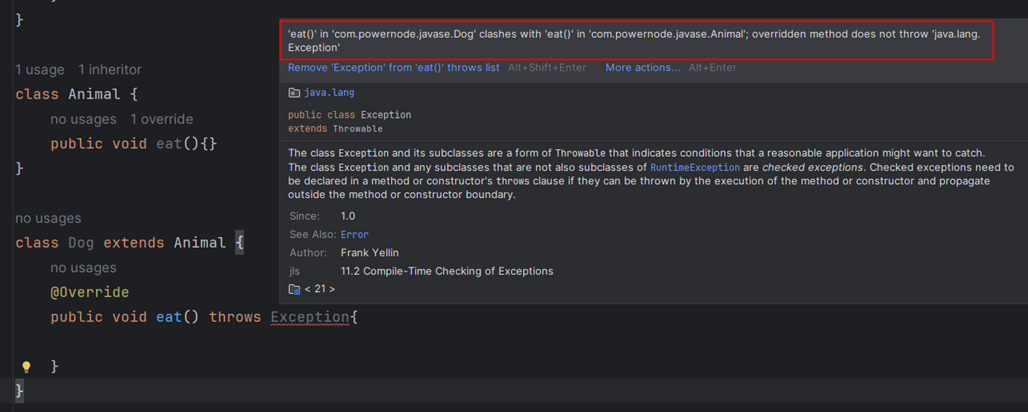 }
1 usage   1 inheritor
class Animal {
no usages   1 override
public void eat(){}
}
no usages
class Dog extends Animal {
no usages
@Override
public void eat() throws Exception{
}
}
'eat()' in 'com.powernode.javase.Dog' clashes with 'eat()' in 'com.powernode.javase.Animal'; overridden method does not throw 'java.lang.
Exception'
Remove 'Exception' from 'eat()' throws list   Alt+Shift+Enter   More actions...   Alt+Enter
java.lang
public class Exception
extends Throwable
The class Exception and its subclasses are a form of Throwable that indicates conditions that a reasonable application might want to catch.
The class Exception and any subclasses that are not also subclasses of RuntimeException are checked exceptions. Checked exceptions need to
be declared in a method or constructor's throws clause if they can be thrown by the execution of the method or constructor and propagate
outside the method or constructor boundary.
Since: 1.0
See Also: Error
Author: Frank Yellin
jls 11.2 Compile-Time Checking of Exceptions
< 21 >